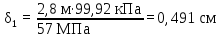 δ₁ = 2,8 м·99,92 кПа / 57 МПа = 0,491 см